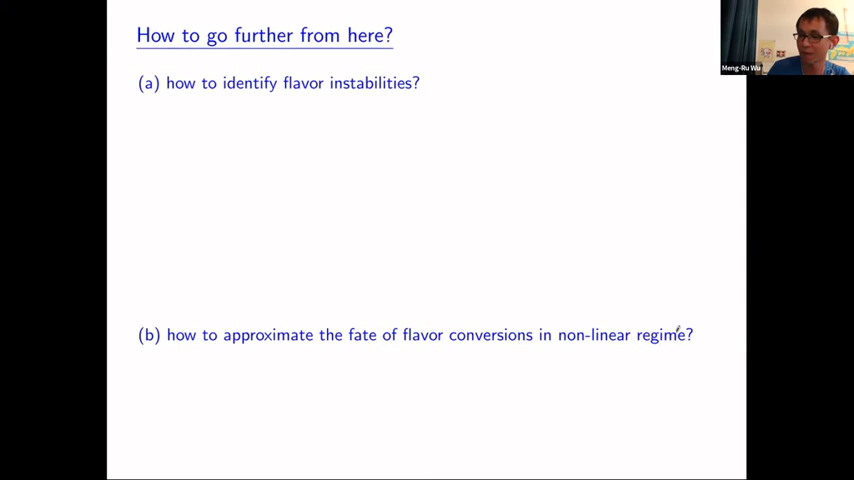 How to go further from here?
Meng-Ru Wu
(a) how to identify flavor instabilities?
(b) how to approximate the fate of flavor conversions in non-linear regime?